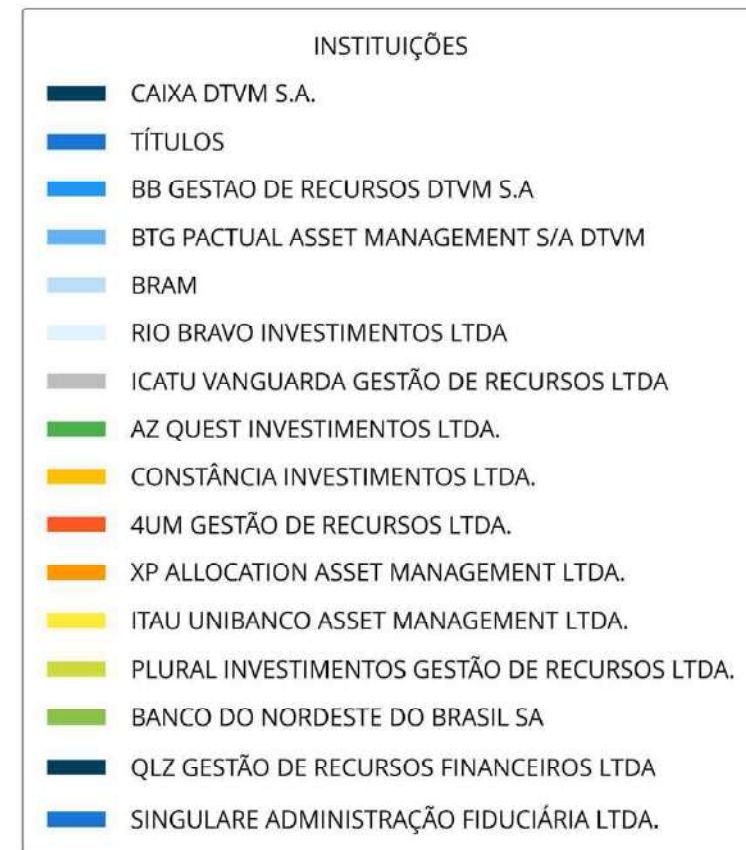 INSTITUIÇÕES
CAIXA DTVM S.A.
TÍTULOS
BB GESTAO DE RECURSOS DTVM S.A
BTG PACTUAL ASSET MANAGEMENT S/A DTVM
BRAM
RIO BRAVO INVESTIMENTOS LTDA
ICATU VANGUARDA GESTÃO DE RECURSOS LTDA
AZ QUEST INVESTIMENTOS LTDA.
CONSTÂNCIA INVESTIMENTOS LTDA.
4UM GESTÃO DE RECURSOS LTDA.
XP ALLOCATION ASSET MANAGEMENT LTDA.
ITAU UNIBANCO ASSET MANAGEMENT LTDA.
PLURAL INVESTIMENTOS GESTÃO DE RECURSOS LTDA.
BANCO DO NORDESTE DO BRASIL SA
QLZ GESTÃO DE RECURSOS FINANCEIROS LTDA
SINGULARE ADMINISTRAÇÃO FIDUCIÁRIA LTDA.